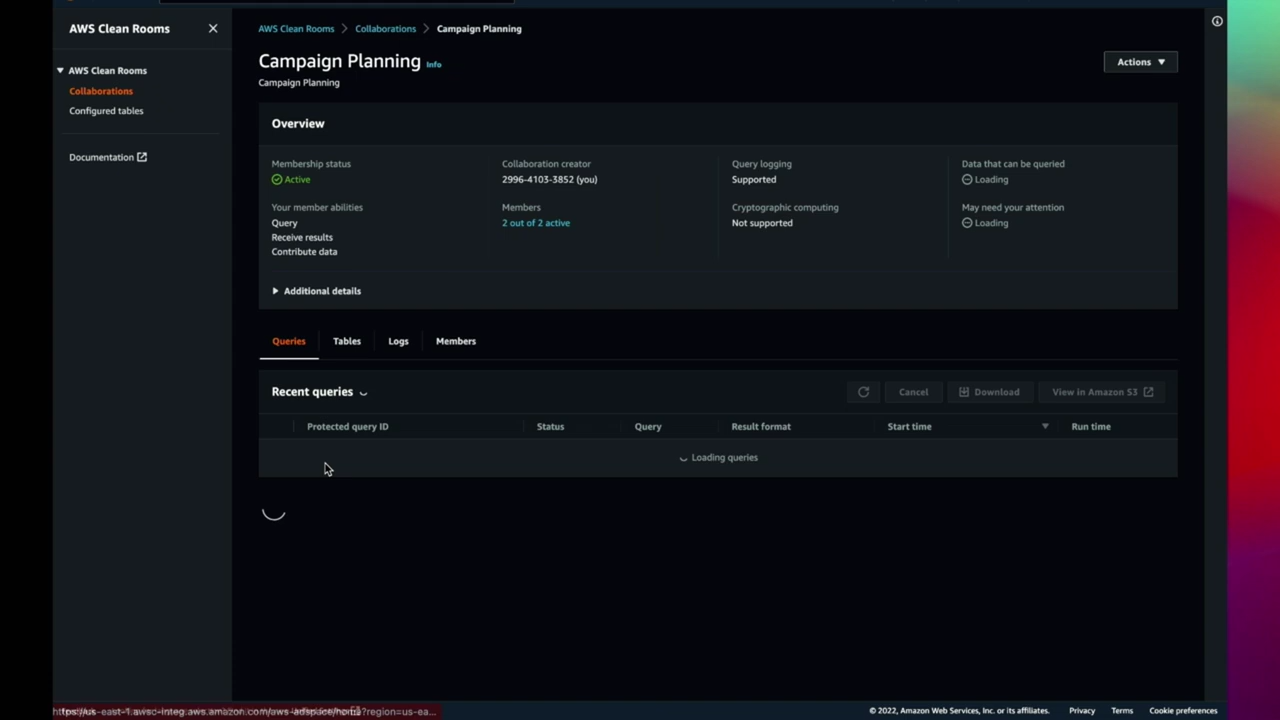 AWS Clean Rooms
AWS Clean Rooms
Collaborations
Configured tables
Documentation
AWS Clean Rooms > Collaborations > Campaign Planning
Campaign Planning Info
Campaign Planning
Actions
Overview
Membership status
Active
Your member abilities
Query
Receive results
Contribute data
Collaboration creator
2996-4103-3852 (you)
Members
2 out of 2 active
Query logging
Supported
Cryptographic computing
Not supported
Data that can be queried
Loading
May need your attention
Loading
Additional details
Queries Tables Logs Members
Recent queries
Cancel Download View in Amazon S3
Protected query ID Status Query Result format Start time Run time
Loading queries
© 2022, Amazon Web Services, Inc. or its affiliates. Privacy Terms Cookie preferences